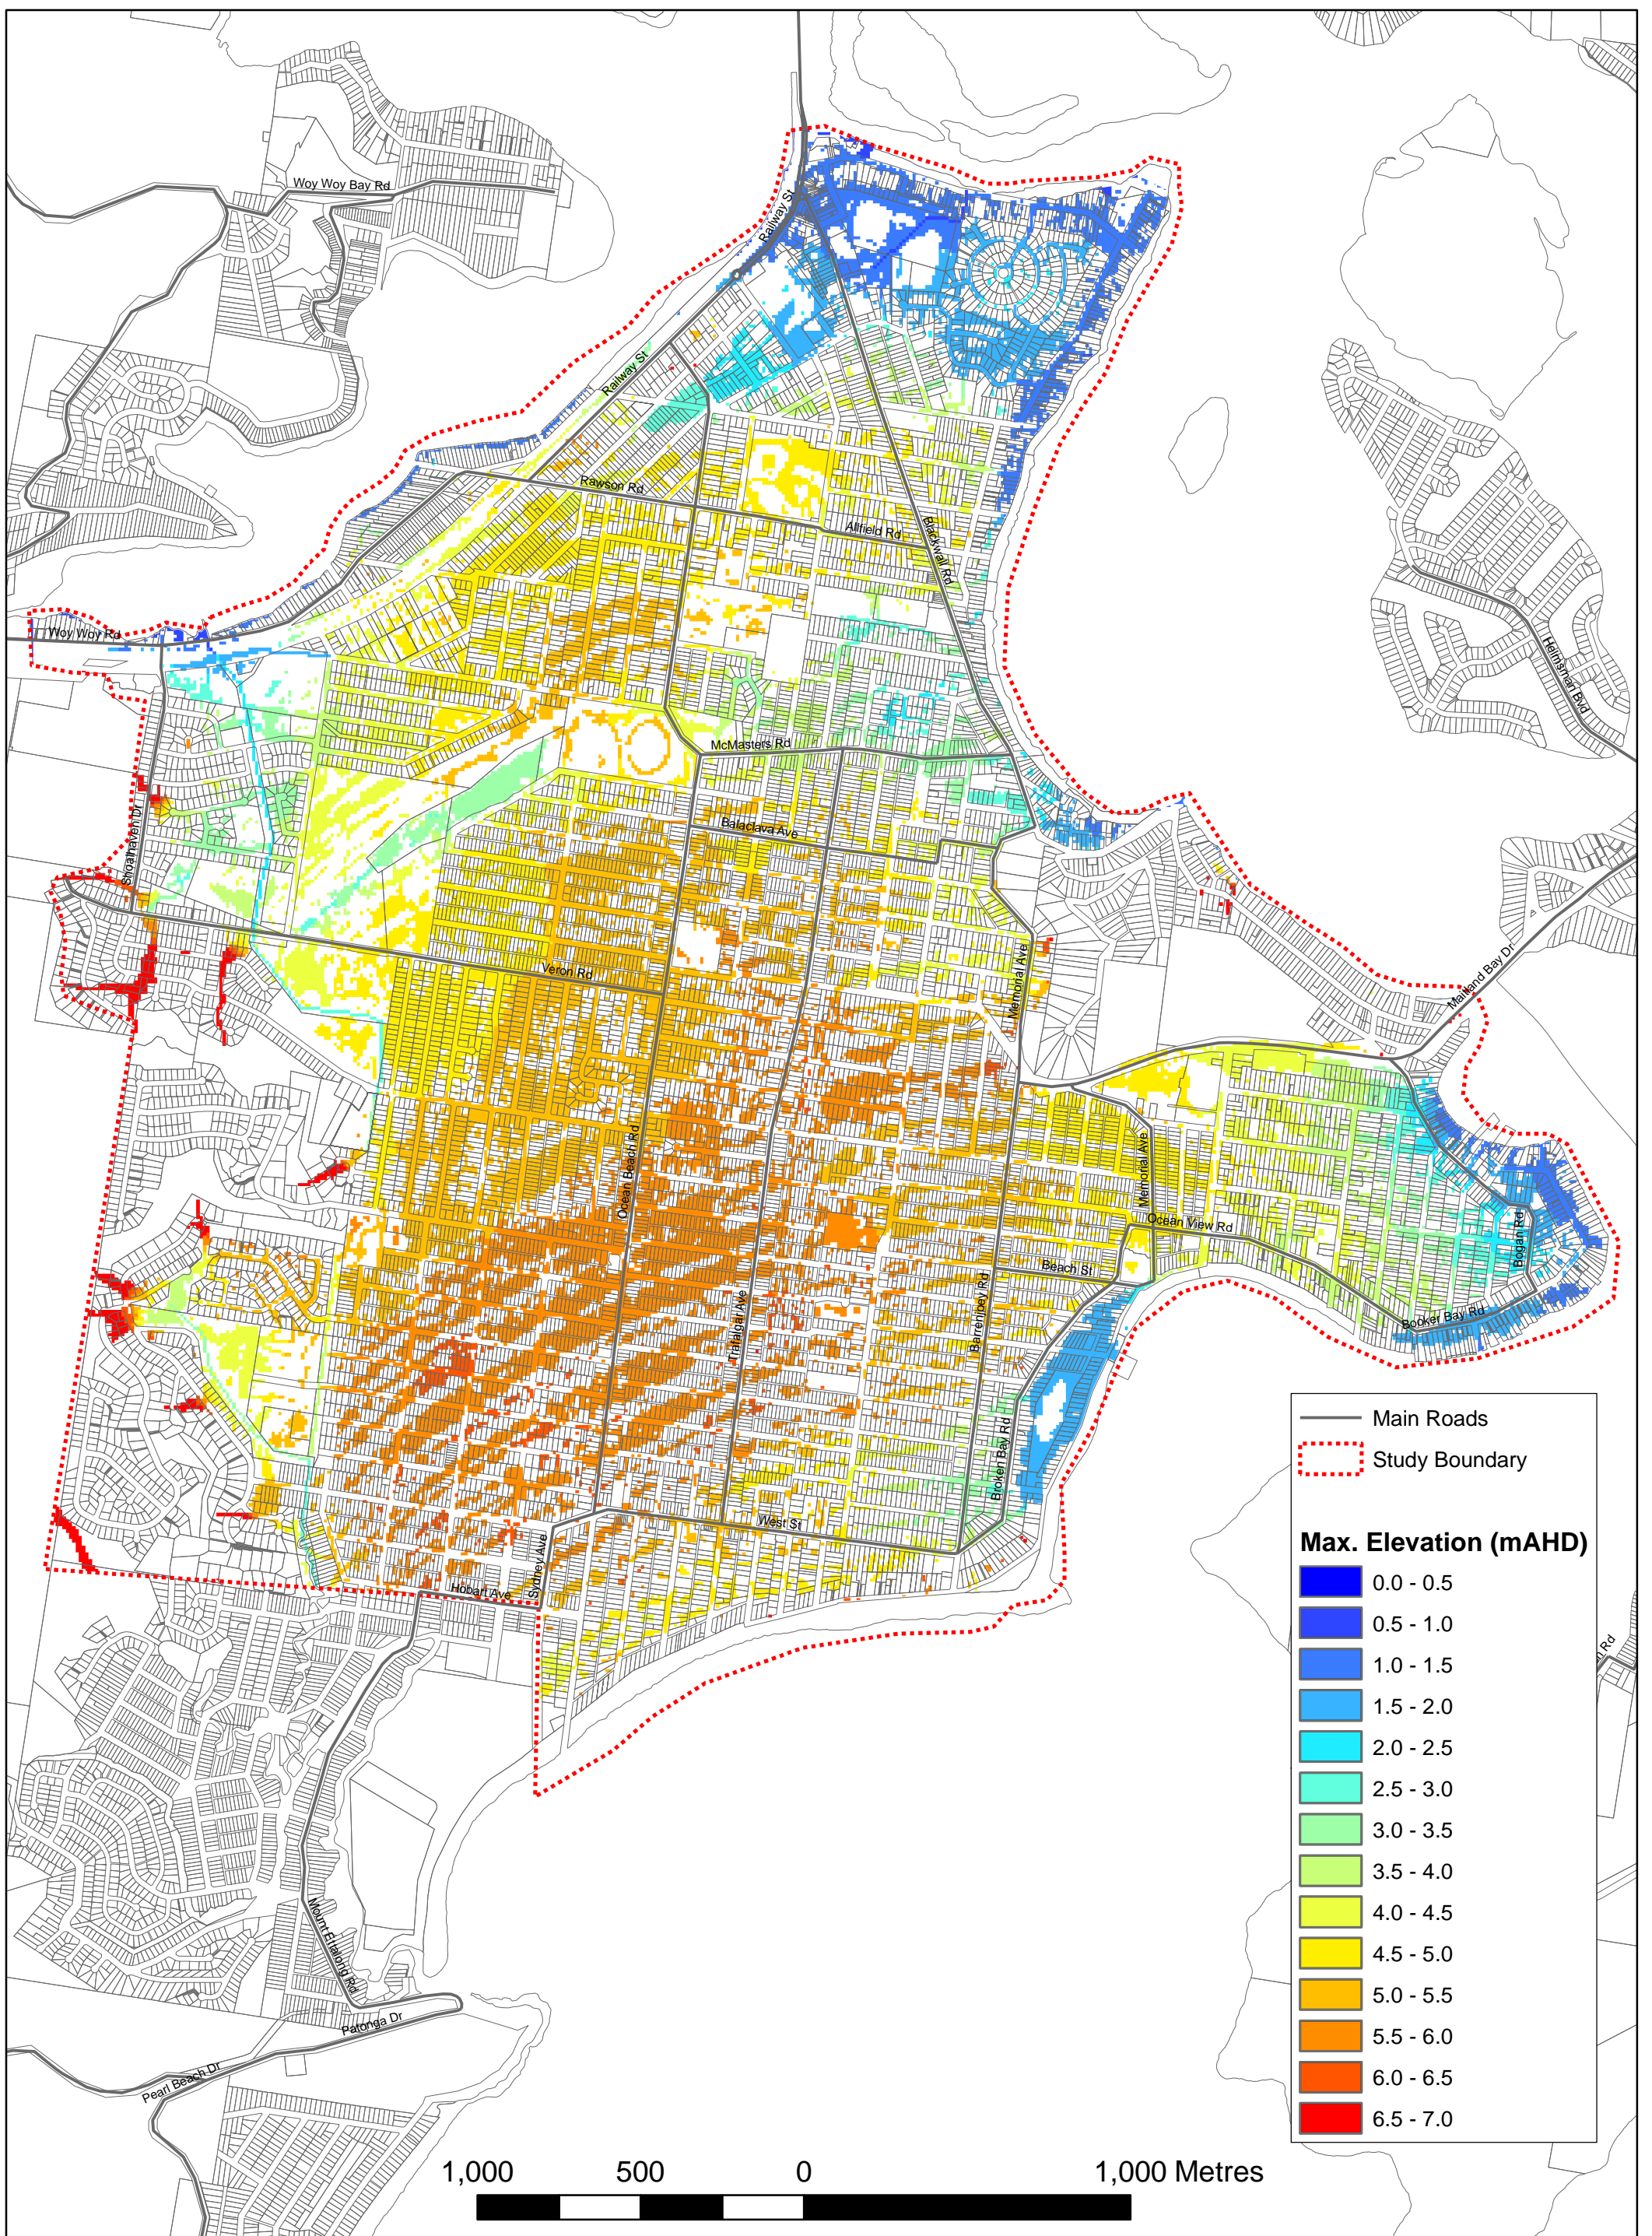 Woy Woy Bay Rd
Railway St
Railway St
Rawson Rd
Allfield Rd
Blackwall Rd
Woy Woy Rd
Helmsman Blvd
McMasters Rd
Balaclava Ave
Shoalhaven Dr
Veron Rd
Memorial Ave
Maitland Bay Dr
Ocean Beach Rd
Memorial Ave
Ocean View Rd
Bogan Rd
Beach St
Trafalgar Ave
Barrenjoey Rd
Booker Bay Rd
Broken Bay Rd
West St
Sydney Ave
Hobart Ave
Mount Ettalong Rd
Patonga Dr
Pearl Beach Dr
Rd
Main Roads
Study Boundary
Max. Elevation (mAHD)
0.0 - 0.5
0.5 - 1.0
1.0 - 1.5
1.5 - 2.0
2.0 - 2.5
2.5 - 3.0
3.0 - 3.5
3.5 - 4.0
4.0 - 4.5
4.5 - 5.0
5.0 - 5.5
5.5 - 6.0
6.0 - 6.5
6.5 - 7.0
1,000 500 0 1,000 Metres